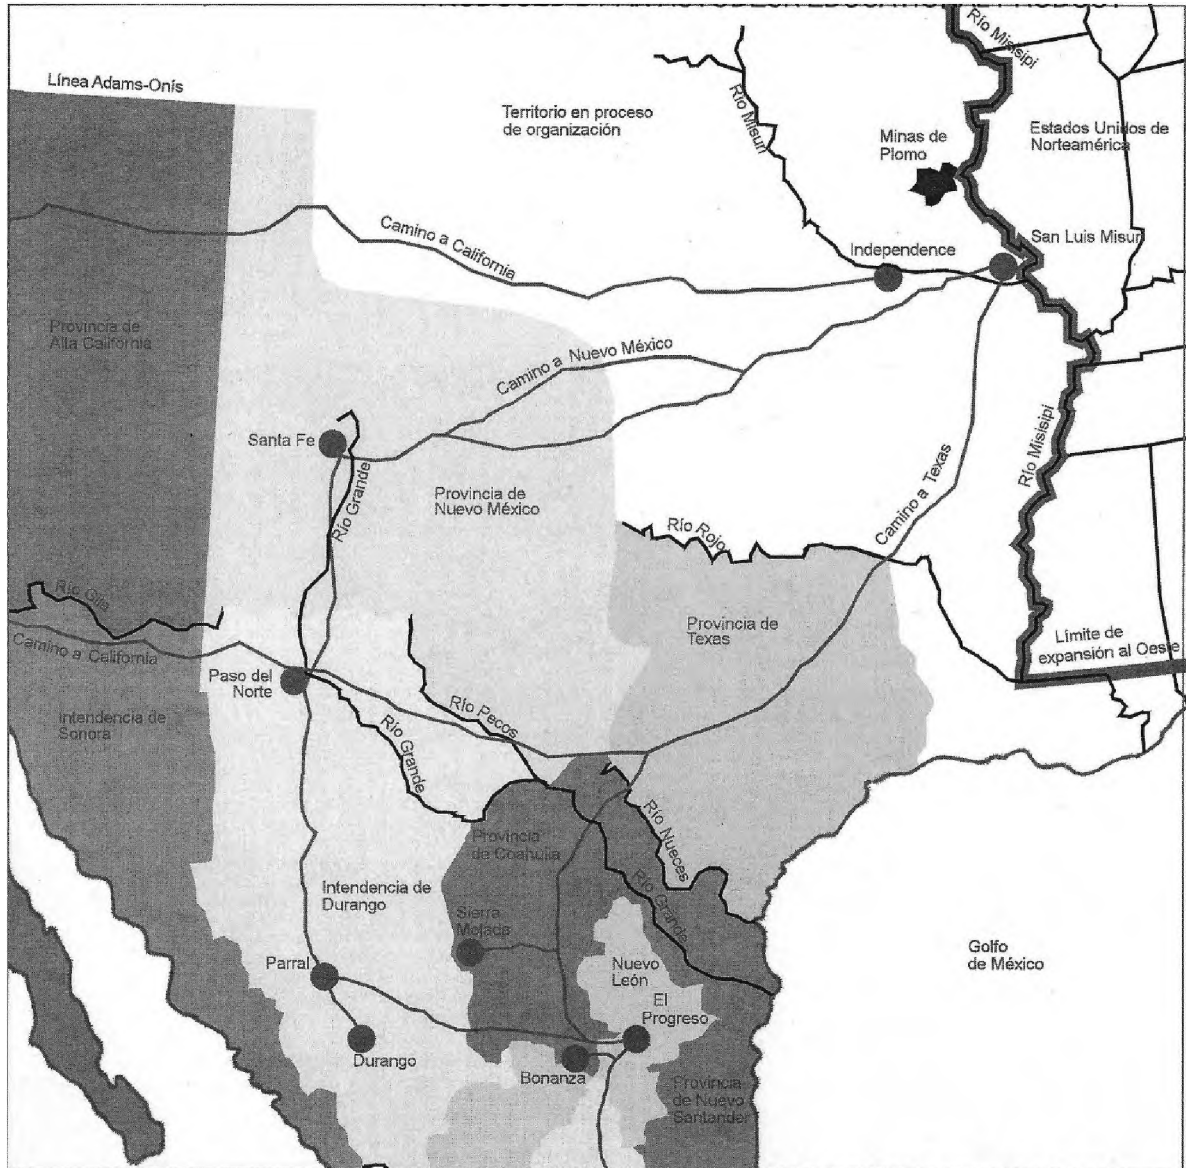 Río Misisipi
Línea Adams-Onís
Territorio en proceso
de organización
Río Misuri
Minas de
Plomo
Estados Unidos de
Norteamérica
Camino a California
Independence
San Luis Misuri
Provincia de
Alta California
Camino a Nuevo México
Santa Fe
Río Grande
Provincia de
Nuevo México
Camino a Texas
Río Misisipi
Río Rojo
Río Gila
Camino a California
Provincia de
Texas
Límite de
expansión al Oeste
Paso del
Norte
Intendencia de
Sonora
Río Pecos
Río Grande
Río Nueces
Provincia
de Coahuila
Intendencia de
Durango
Río Grande
Sierra
Mojada
Parral
Nuevo
León
Golfo
de México
El
Progreso
Durango
Bonanza
Provincia
de Nuevo
Santander